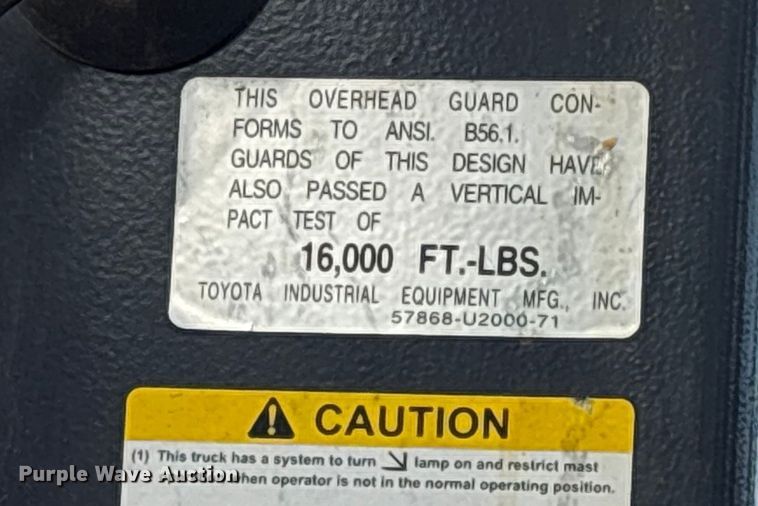 THIS OVERHEAD GUARD CON-
FORMS TO ANSI. B56.1.
GUARDS OF THIS DESIGN HAVE
ALSO PASSED A VERTICAL IM-
PACT TEST OF
16,000 FT.-LBS.
TOYOTA INDUSTRIAL EQUIPMENT MFG., INC.
57868-U2000-71
CAUTION
(1) This truck has a system to turn lamp on and restrict mast
when operator is not in the normal operating position.
Purple Wave Auction